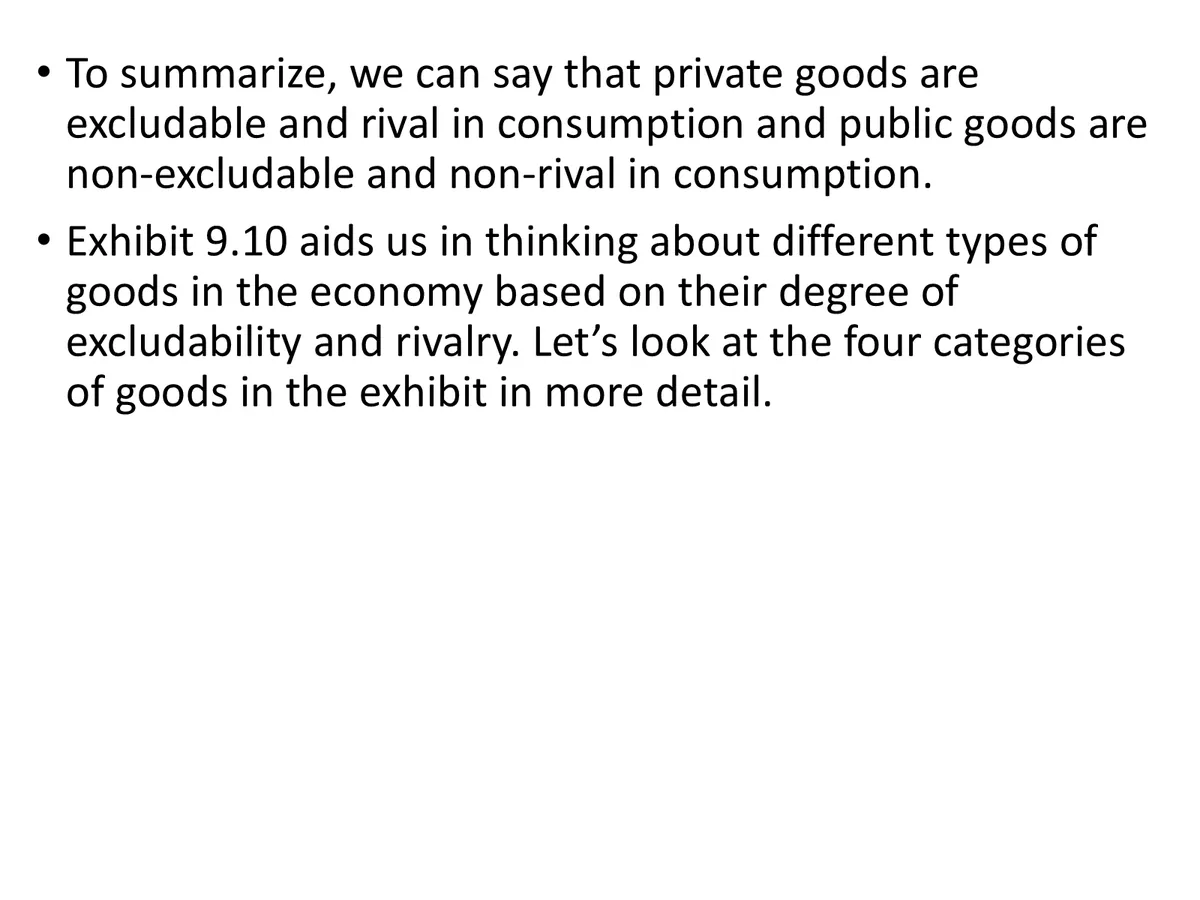 • To summarize, we can say that private goods are
excludable and rival in consumption and public goods are
non-excludable and non-rival in consumption.
• Exhibit 9.10 aids us in thinking about different types of
goods in the economy based on their degree of
excludability and rivalry. Let’s look at the four categories
of goods in the exhibit in more detail.